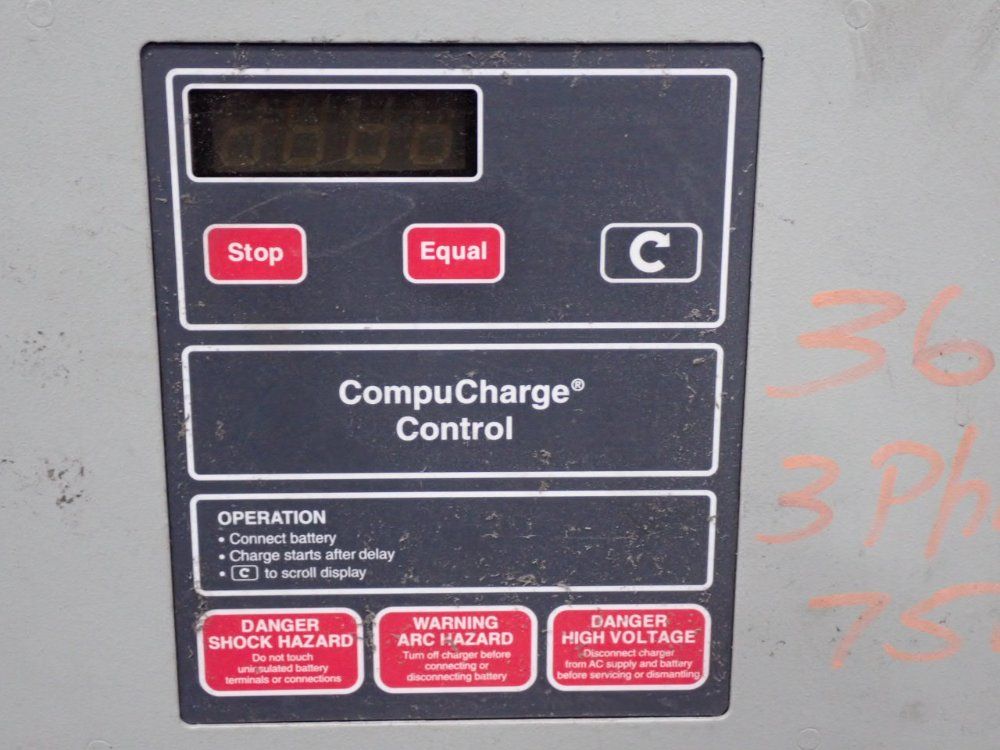 Stop
Equal
CompuCharge®
Control
OPERATION
• Connect battery
• Charge starts after delay
• C to scroll display
DANGER
SHOCK HAZARD
Do not touch
uninsulated battery
terminals or connections
WARNING
ARC HAZARD
Turn off charger before
connecting or
disconnecting battery
DANGER
HIGH VOLTAGE
Disconnect charger
from AC supply and battery
before servicing or dismantling
36
3 Ph
75